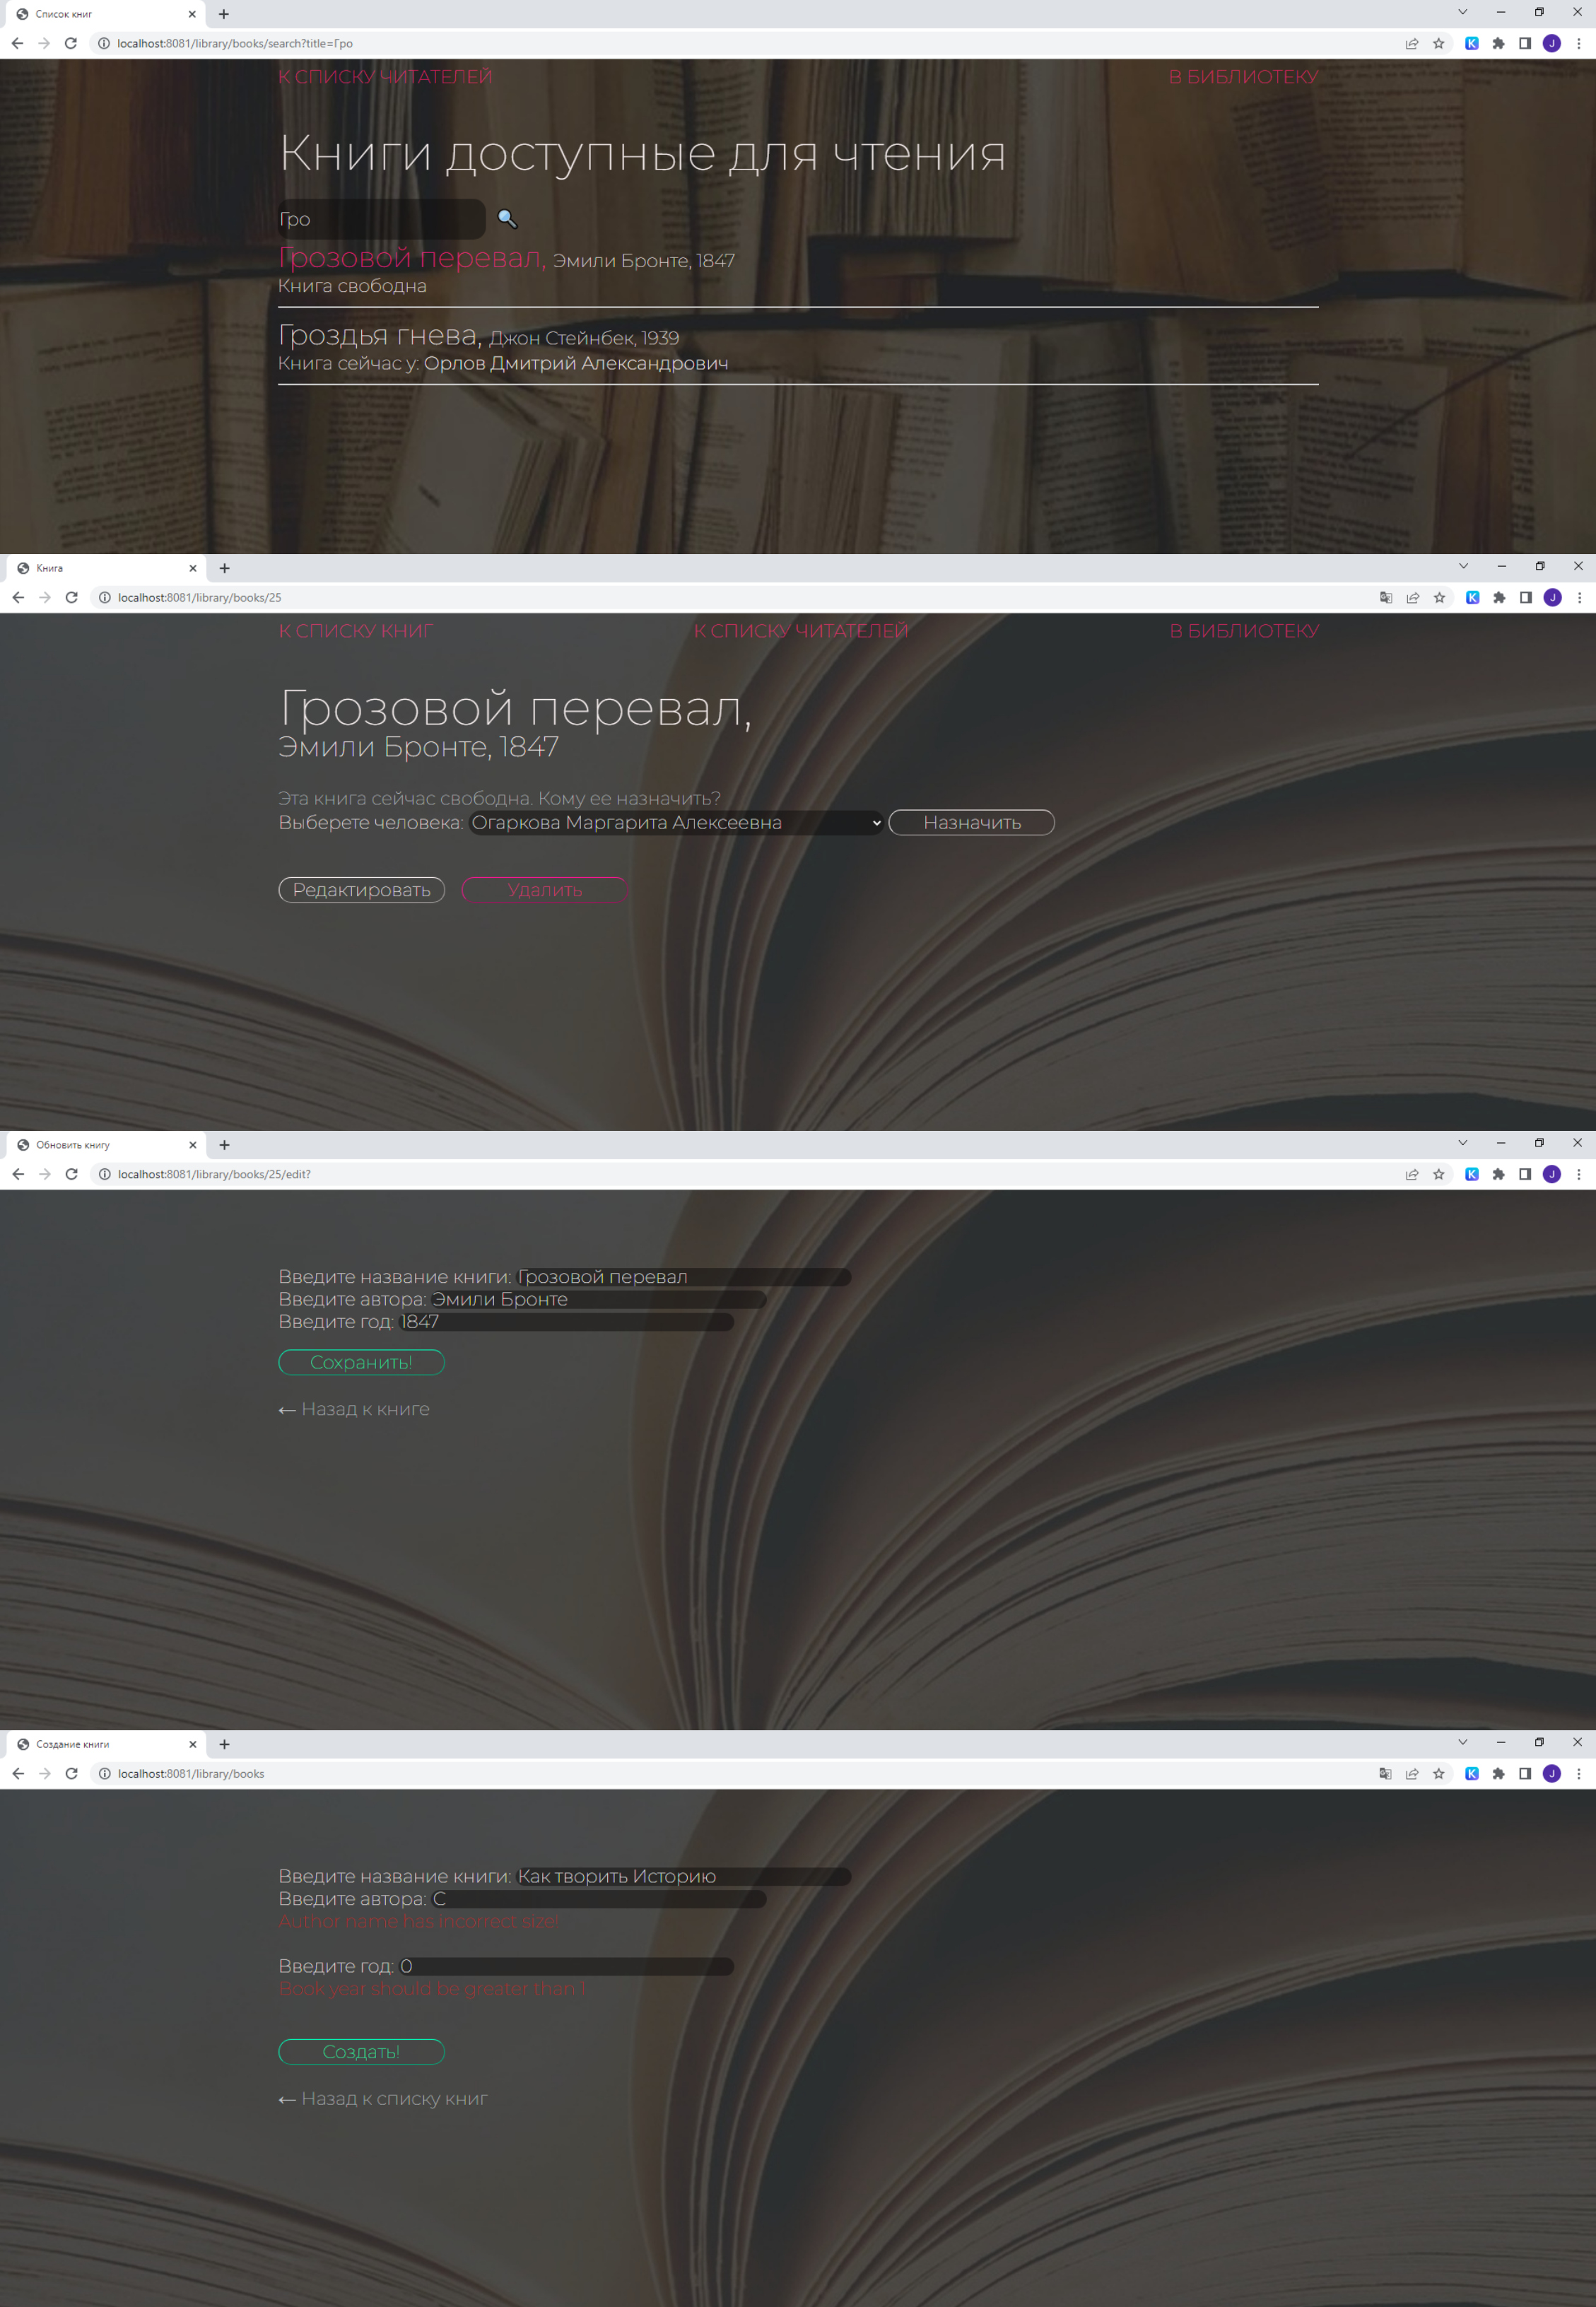 Список книг
localhost:8081/library/books/search?title=Гро
J
К СПИСКУ ЧИТАТЕЛЕЙ
В БИБЛИОТЕКУ
Книги доступные для чтения
Гро
Грозовой перевал, Эмили Бронте, 1847
Книга свободна
Гроздья гнева, Джон Стейнбек, 1939
Книга сейчас у: Орлов Дмитрий Александрович
Книга
localhost:8081/library/books/25
J
К СПИСКУ КНИГ
К СПИСКУ ЧИТАТЕЛЕЙ
В БИБЛИОТЕКУ
Грозовой перевал,
Эмили Бронте, 1847
Эта книга сейчас свободна. Кому ее назначить?
Выберете человека: Огаркова Маргарита Алексеевна Назначить
Редактировать Удалить
Обновить книгу
localhost:8081/library/books/25/edit?
J
Введите название книги: Грозовой перевал
Введите автора: Эмили Бронте
Введите год: 1847
Сохранить!
← Назад к книге
Создание книги
localhost:8081/library/books
J
Введите название книги: Как творить Историю
Введите автора: С
Author name has incorrect size!
Введите год: 0
Book year should be greater than 1
Создать!
← Назад к списку книг